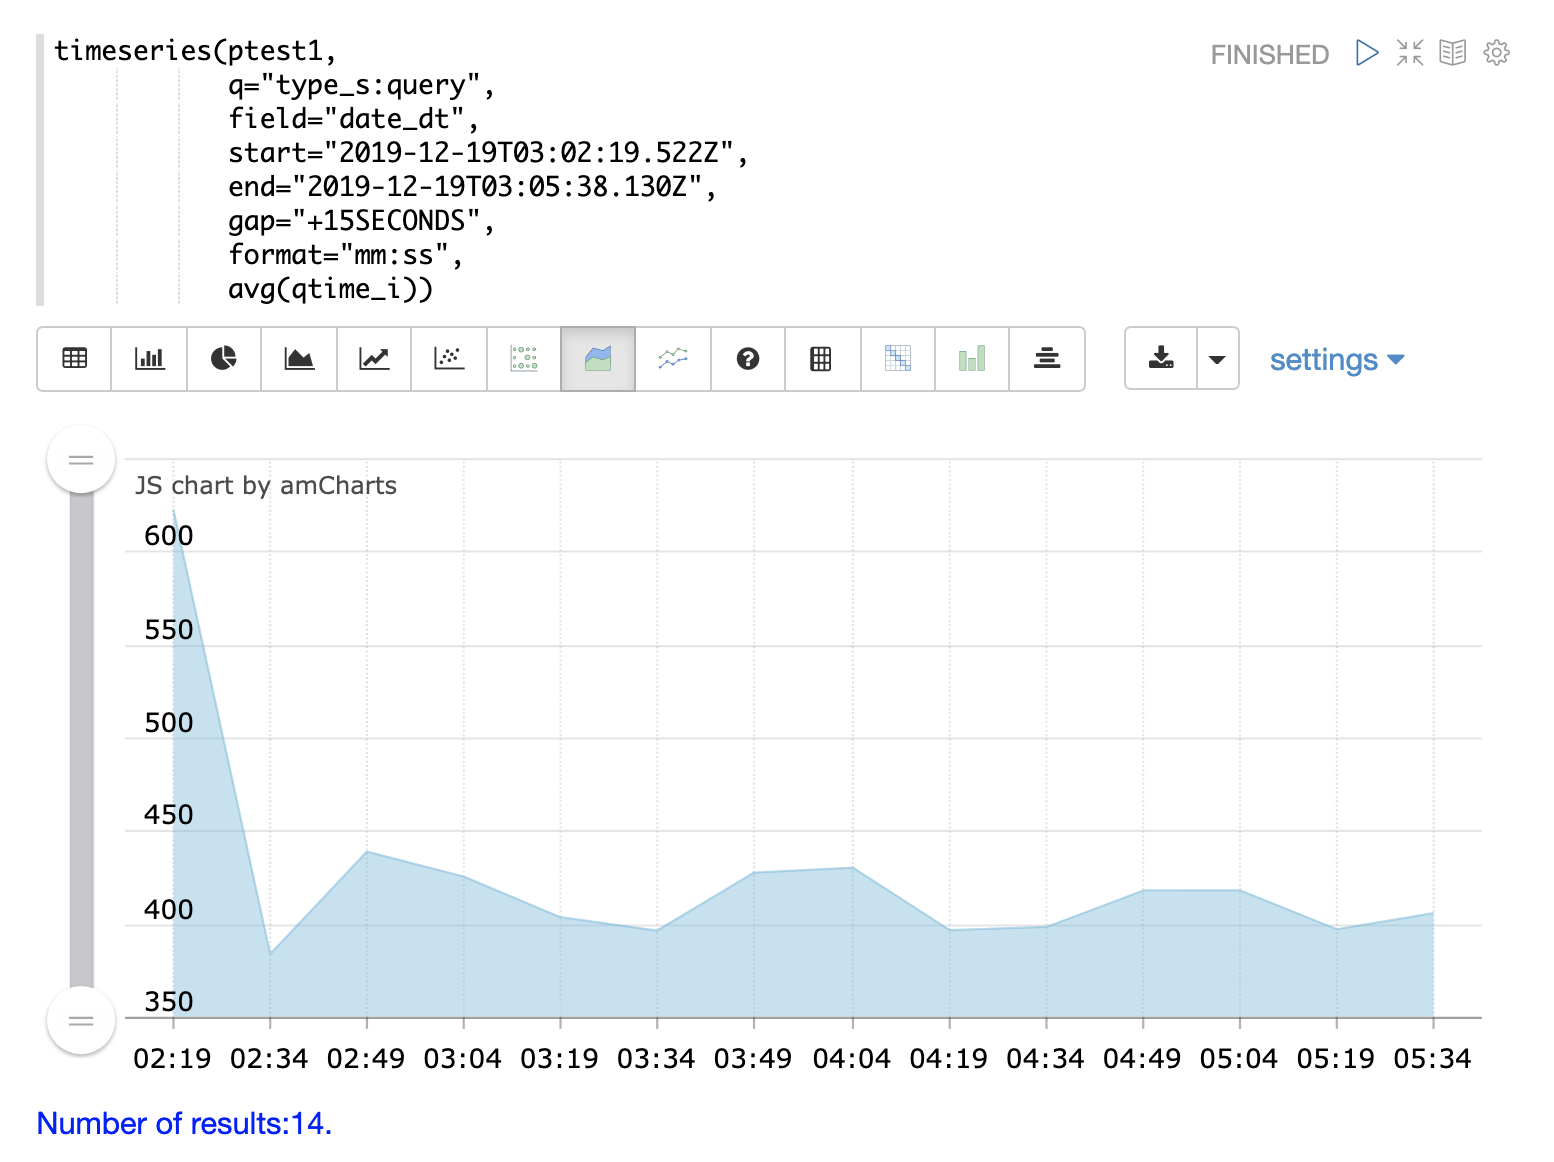 timeseries(ptest1,
q="type_s:query",
field="date_dt",
start="2019-12-19T03:02:19.522Z",
end="2019-12-19T03:05:38.130Z",
gap="+15SECONDS",
format="mm:ss",
avg(qtime_i))
FINISHED
settings
JS chart by amCharts
600
550
500
450
400
350
02:19 02:34 02:49 03:04 03:19 03:34 03:49 04:04 04:19 04:34 04:49 05:04 05:19 05:34
Number of results:14.